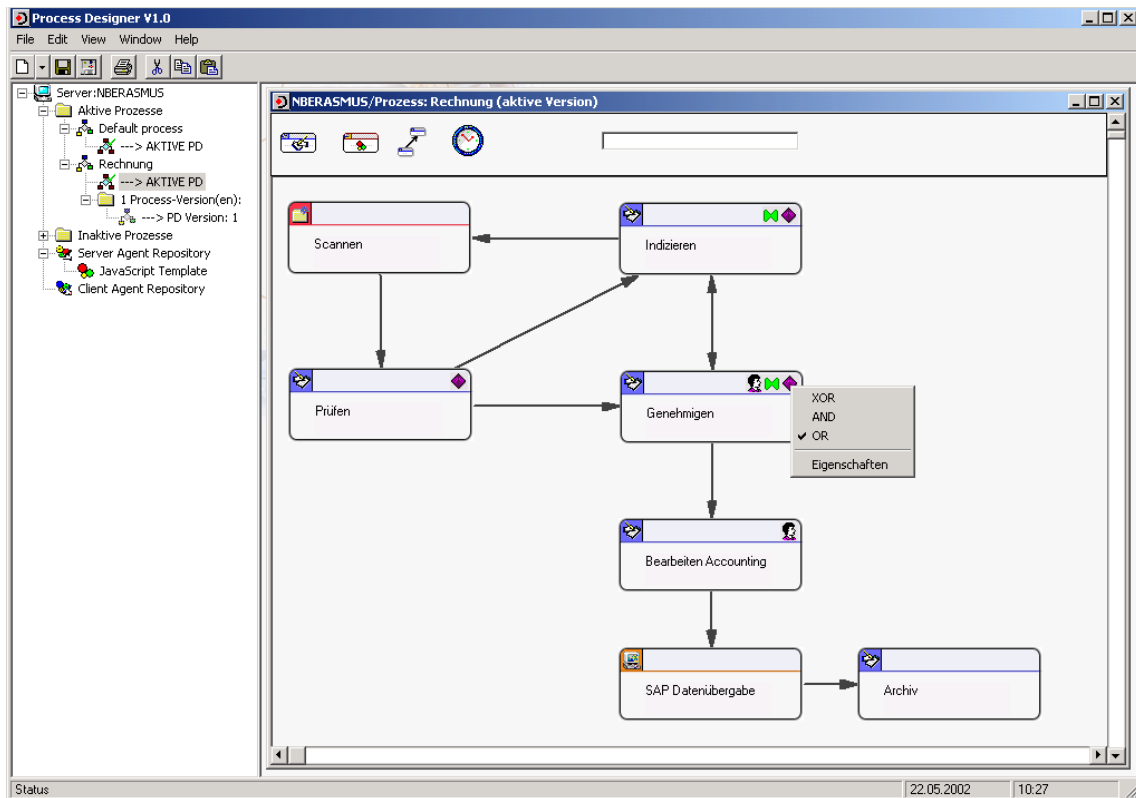 Process Designer V1.0
File Edit View Window Help
Server:NBERASMUS
Aktive Prozesse
Default process
---> AKTIVE PD
Rechnung
---> AKTIVE PD
1 Process-Version(en):
---> PD Version: 1
Inaktive Prozesse
Server Agent Repository
JavaScript Template
Client Agent Repository
NBERASMUS/Prozess: Rechnung (aktive Version)
Scannen
Indizieren
Prüfen
Genehmigen
XOR
AND
OR
Eigenschaften
Bearbeiten Accounting
SAP Datenübergabe
Archiv
Status
22.05.2002
10:27